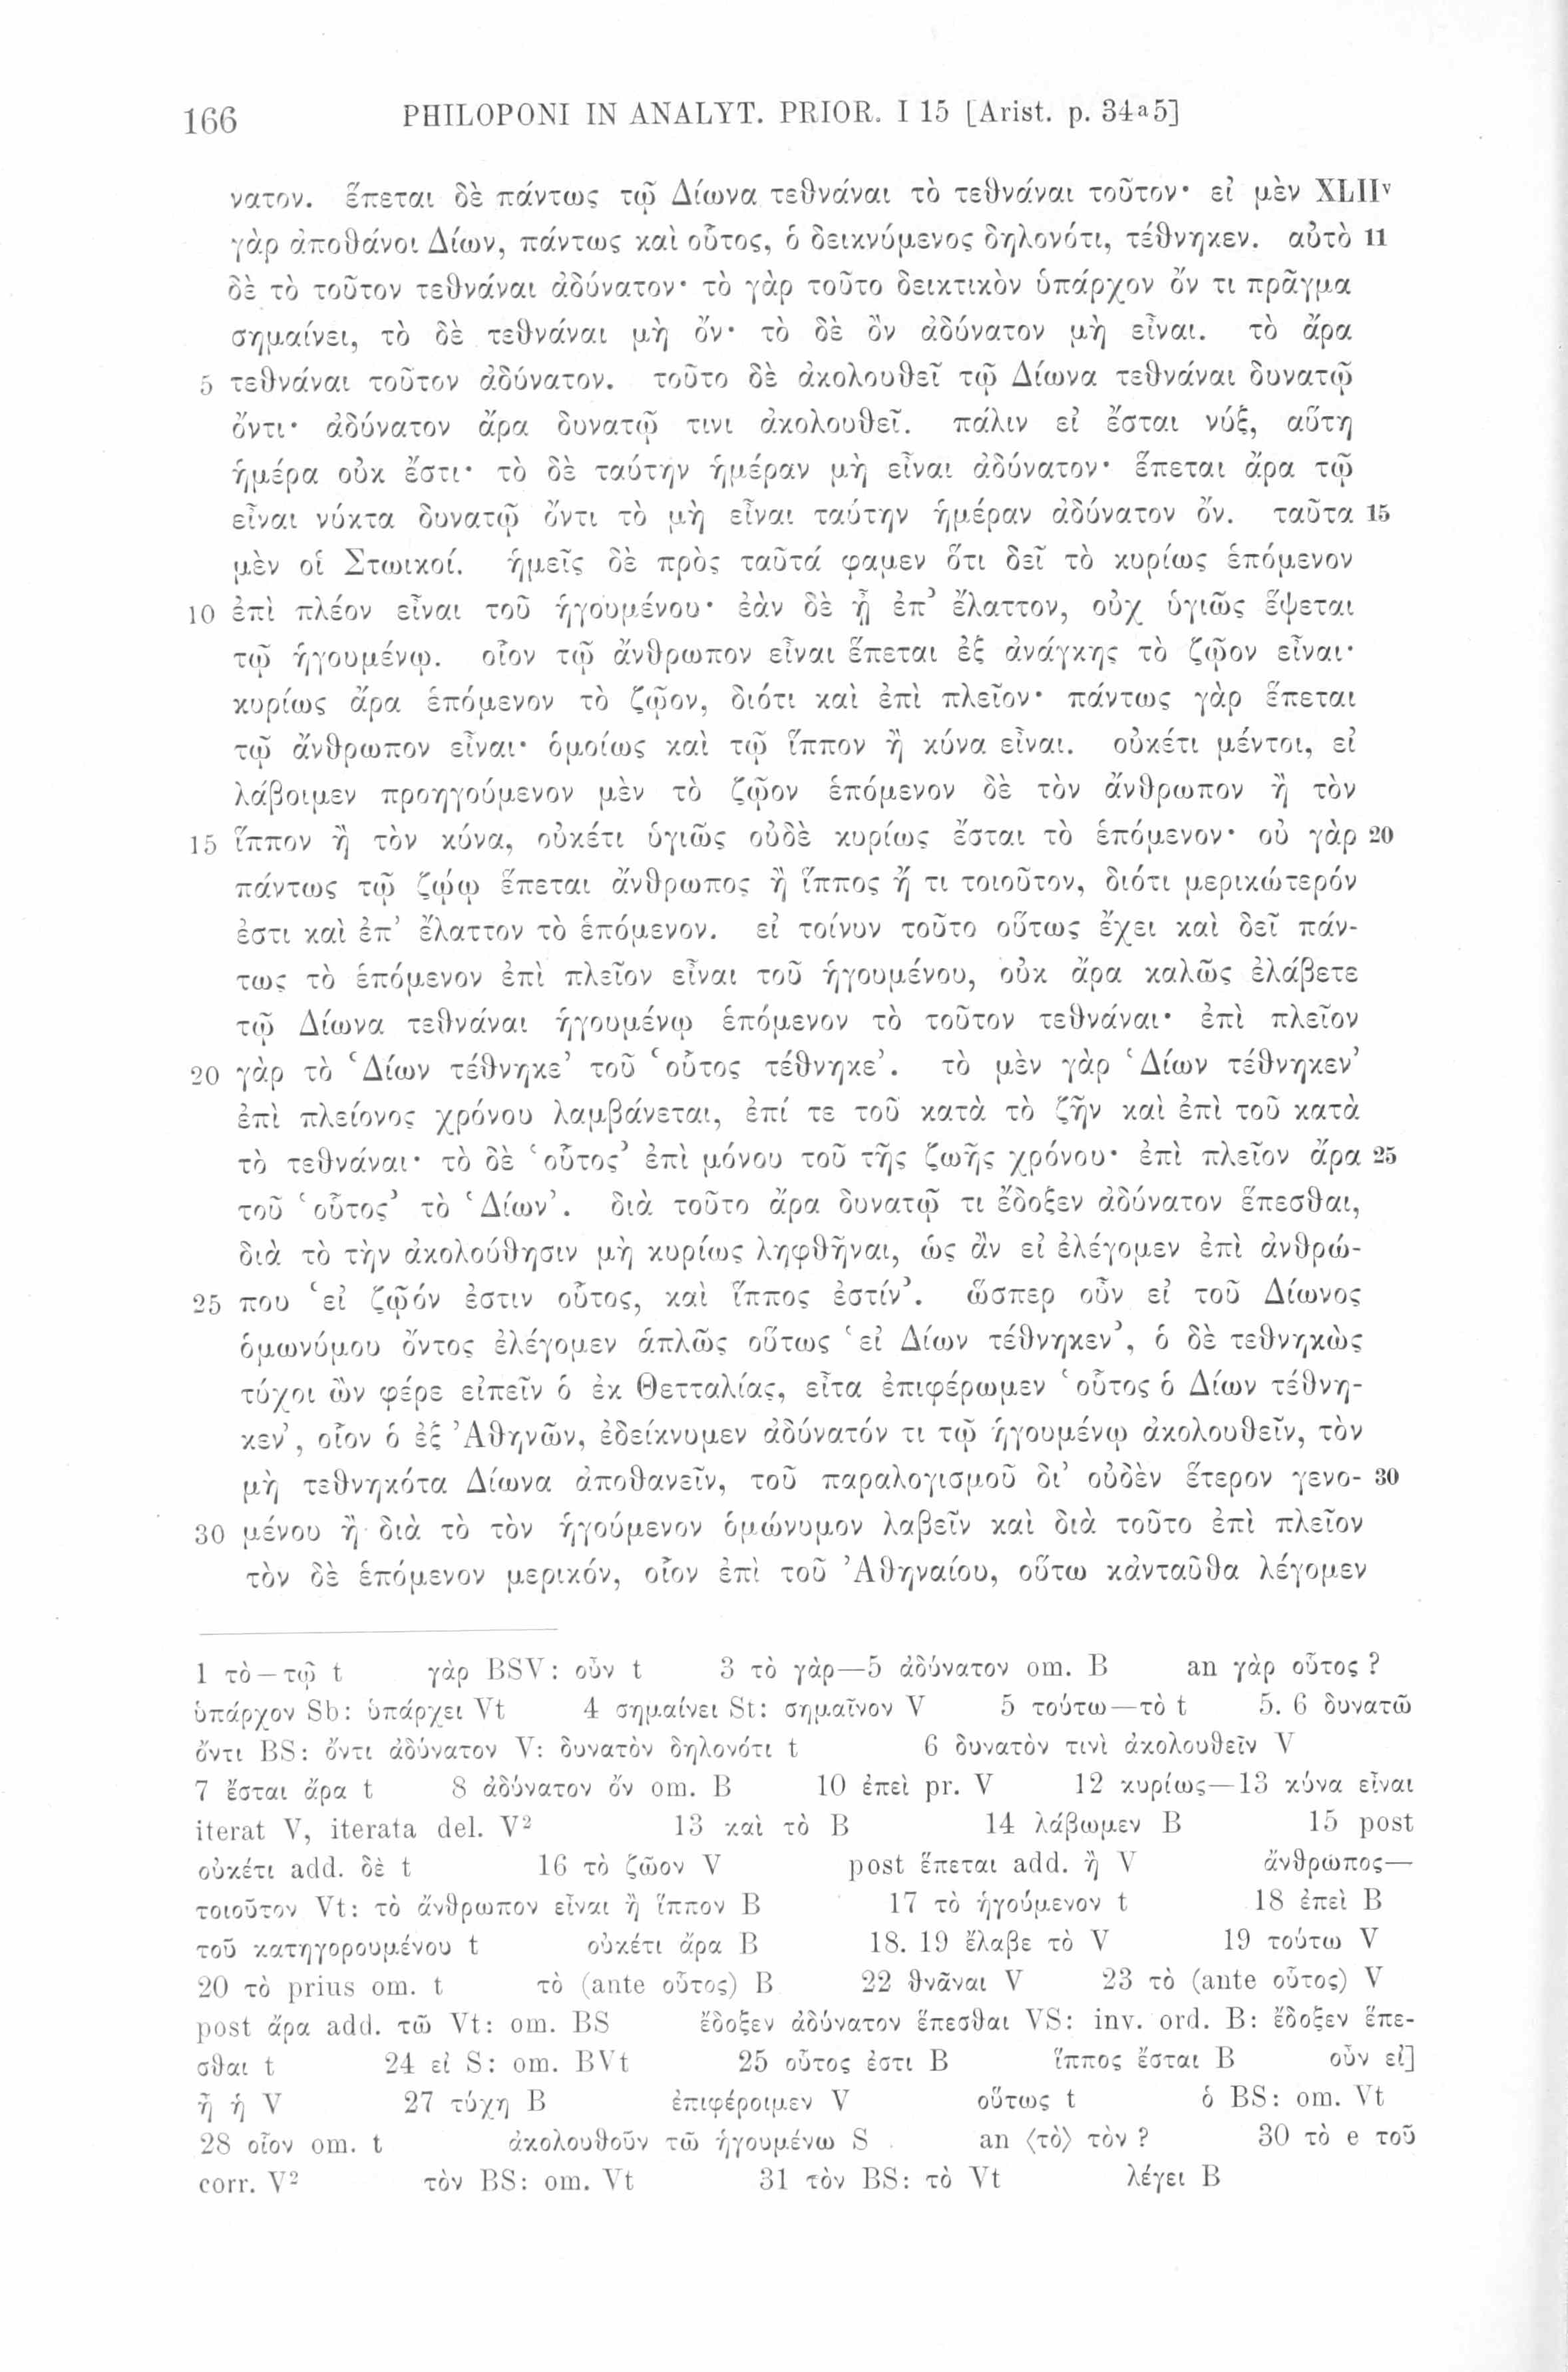 166 PHILOPONI IN ANALYT. PRIOR. I 15 [Arist. p. 34a5]
νατον. ἕπεται δὲ πάντως τῷ Δίωνα τεθνάναι τὸ τεθνάναι τοῦτον· εἰ μὲν XLIIv
γὰρ ἀποθάνοι Δίων, πάντως καὶ οὗτος, ὁ δεικνύμενος δηλονότι, τέθνηκεν. αὐτὸ 11
δὲ τὸ τοῦτον τεθνάναι ἀδύνατον· τὸ γὰρ τοῦτο δεικτικὸν ὑπάρχον ὄν τι πρᾶγμα
σημαίνει, τὸ δὲ τεθνάναι μὴ ὄν· τὸ δὲ ὂν ἀδύνατον μὴ εἶναι. τὸ ἄρα
5 τεθνάναι τοῦτον ἀδύνατον. τοῦτο δὲ ἀκολουθεῖ τῷ Δίωνα τεθνάναι δυνατῷ
ὄντι· ἀδύνατον ἄρα δυνατῷ τινι ἀκολουθεῖ. πάλιν εἰ ἔσται νύξ, αὕτη
ἡμέρα οὐκ ἔστι· τὸ δὲ ταύτην ἡμέραν μὴ εἶναι ἀδύνατον· ἕπεται ἄρα τῷ
εἶναι νύκτα δυνατῷ ὄντι τὸ μὴ εἶναι ταύτην ἡμέραν ἀδύνατον ὄν. ταῦτα 15
μὲν οἱ Στωικοί. ἡμεῖς δὲ πρὸς ταῦτά φαμεν ὅτι δεῖ τὸ κυρίως ἑπόμενον
10 ἐπὶ πλέον εἶναι τοῦ ἡγουμένου· ἐὰν δὲ ᾖ ἐπ’ ἔλαττον, οὐχ ὑγιῶς ἕψεται
τῷ ἡγουμένῳ. οἷον τῷ ἄνθρωπον εἶναι ἕπεται ἐξ ἀνάγκης τὸ ζῷον εἶναι·
κυρίως ἄρα ἑπόμενον τὸ ζῷον, διότι καὶ ἐπὶ πλεῖον· πάντως γὰρ ἕπεται
τῷ ἄνθρωπον εἶναι· ὁμοίως καὶ τῷ ἵππον ἢ κύνα εἶναι. οὐκέτι μέντοι, εἰ
λάβοιμεν προηγούμενον μὲν τὸ ζῷον ἑπόμενον δὲ τὸν ἄνθρωπον ἢ τὸν
15 ἵππον ἢ τὸν κύνα, οὐκέτι ὑγιῶς οὐδὲ κυρίως ἔσται τὸ ἑπόμενον· οὐ γὰρ 20
πάντως τῷ ζῴῳ ἕπεται ἄνθρωπος ἢ ἵππος ἤ τι τοιοῦτον, διότι μερικώτερόν
ἐστι καὶ ἐπ’ ἔλαττον τὸ ἑπόμενον. εἰ τοίνυν τοῦτο οὕτως ἔχει καὶ δεῖ πάν-
τως τὸ ἑπόμενον ἐπὶ πλεῖον εἶναι τοῦ ἡγουμένου, οὐκ ἄρα καλῶς ἐλάβετε
τῷ Δίωνα τεθνάναι ἡγουμένῳ ἑπόμενον τὸ τοῦτον τεθνάναι· ἐπὶ πλεῖον
20 γὰρ τὸ ‘Δίων τέθνηκε’ τοῦ ‘οὗτος τέθνηκε’. τὸ μὲν γὰρ ‘Δίων τέθνηκεν’
ἐπὶ πλείονος χρόνου λαμβάνεται, ἐπί τε τοῦ κατὰ τὸ ζῆν καὶ ἐπὶ τοῦ κατὰ
τὸ τεθνάναι· τὸ δὲ ‘οὗτος’ ἐπὶ μόνου τοῦ τῆς ζωῆς χρόνου· ἐπὶ πλεῖον ἄρα 25
τοῦ ‘οὗτος’ τὸ ‘Δίων’. διὰ τοῦτο ἄρα δυνατῷ τι ἔδοξεν ἀδύνατον ἕπεσθαι,
διὰ τὸ τὴν ἀκολούθησιν μὴ κυρίως ληφθῆναι, ὡς ἂν εἰ ἐλέγομεν ἐπὶ ἀνθρώ-
25 που ‘εἰ ζῷόν ἐστιν οὗτος, καὶ ἵππος ἐστίν’. ὥσπερ οὖν εἰ τοῦ Δίωνος
ὁμωνύμου ὄντος ἐλέγομεν ἁπλῶς οὕτως ‘εἰ Δίων τέθνηκεν’, ὁ δὲ τεθνηκὼς
τύχοι ὢν φέρε εἰπεῖν ὁ ἐκ Θετταλίας, εἶτα ἐπιφέρωμεν ‘οὗτος ὁ Δίων τέθνη-
κεν’, οἷον ὁ ἐξ Ἀθηνῶν, ἐδείκνυμεν ἀδύνατόν τι τῷ ἡγουμένῳ ἀκολουθεῖν, τὸν
μὴ τεθνηκότα Δίωνα ἀποθανεῖν, τοῦ παραλογισμοῦ δι’ οὐδὲν ἕτερον γενο- 30
30 μένου ἢ διὰ τὸ τὸν ἡγούμενον ὁμώνυμον λαβεῖν καὶ διὰ τοῦτο ἐπὶ πλεῖον
τὸν δὲ ἑπόμενον μερικόν, οἷον ἐπὶ τοῦ Ἀθηναίου, οὕτω κἀνταῦθα λέγομεν
1 τὸ—τῷ t γὰρ BSV: οὖν t 3 τὸ γὰρ—5 ἀδύνατον om. B an γὰρ οὗτος ?
ὑπάρχον Sb: ὑπάρχει Vt 4 σημαίνει St: σημαῖνον V 5 τούτω—τὸ t 5. 6 δυνατῶ
ὄντι BS: ὄντι ἀδύνατον V: δυνατὸν δηλονότι t 6 δυνατὸν τινὶ ἀκολουθεῖν V
7 ἔσται ἄρα t 8 ἀδύνατον ὄν om. B 10 ἐπεὶ pr. V 12 κυρίως—13 κύνα εἶναι
iterat V, iterata del. V2 13 καὶ τὸ B 14 λάβωμεν B 15 post
οὐκέτι add. δὲ t 16 τὸ ζῶον V post ἕπεται add. ἢ V ἄνθρωπος—
τοιοῦτον Vt: τὸ ἄνθρωπον εἶναι ἢ ἵππον B 17 τὸ ἡγούμενον t 18 ἐπεὶ B
τοῦ κατηγορουμένου t οὐκέτι ἄρα B 18. 19 ἔλαβε τὸ V 19 τούτω V
20 τὸ prius om. t τὸ (ante οὗτος) B 22 θνᾶναι V 23 τὸ (ante οὗτος) V
post ἄρα add. τῶ Vt: om. BS ἔδοξεν ἀδύνατον ἕπεσθαι VS: inv. ord. B: ἔδοξεν ἕπε-
σθαι t 24 εἰ S: om. BVt 25 οὗτος ἐστι B ἵππος ἔσται B οὖν εἰ]
ἦ ἡ V 27 τύχη B ἐπιφέροιμεν V οὕτως t ὁ BS: om. Vt
28 οἷον om. t ἀκολουθοῦν τῶ ἡγουμένω S an ⟨τὸ⟩ τὸν ? 30 τὸ e τοῦ
corr. V2 τὸν BS: om. Vt 31 τὸν BS: τὸ Vt λέγει B